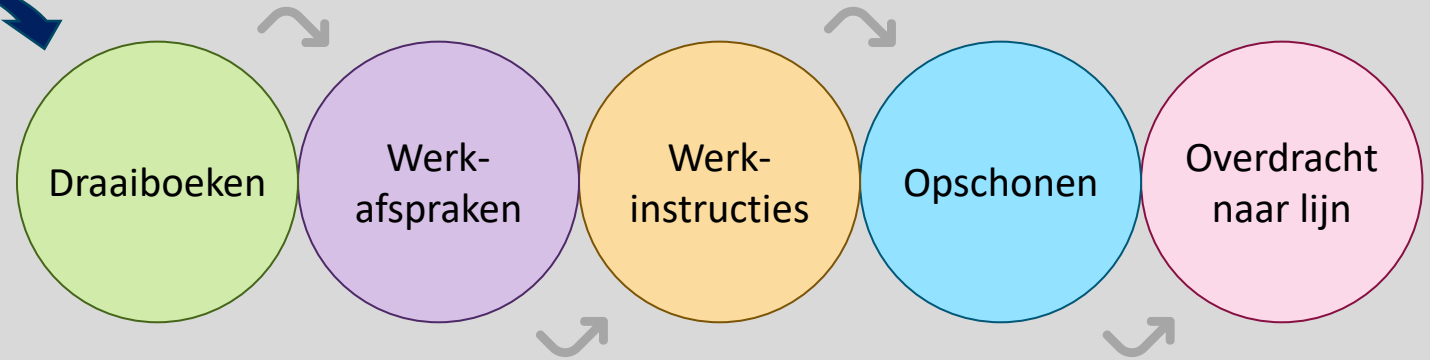 Draaiboeken
Werk-
afspraken
Werk-
instructies
Opschonen
Overdracht
naar lijn